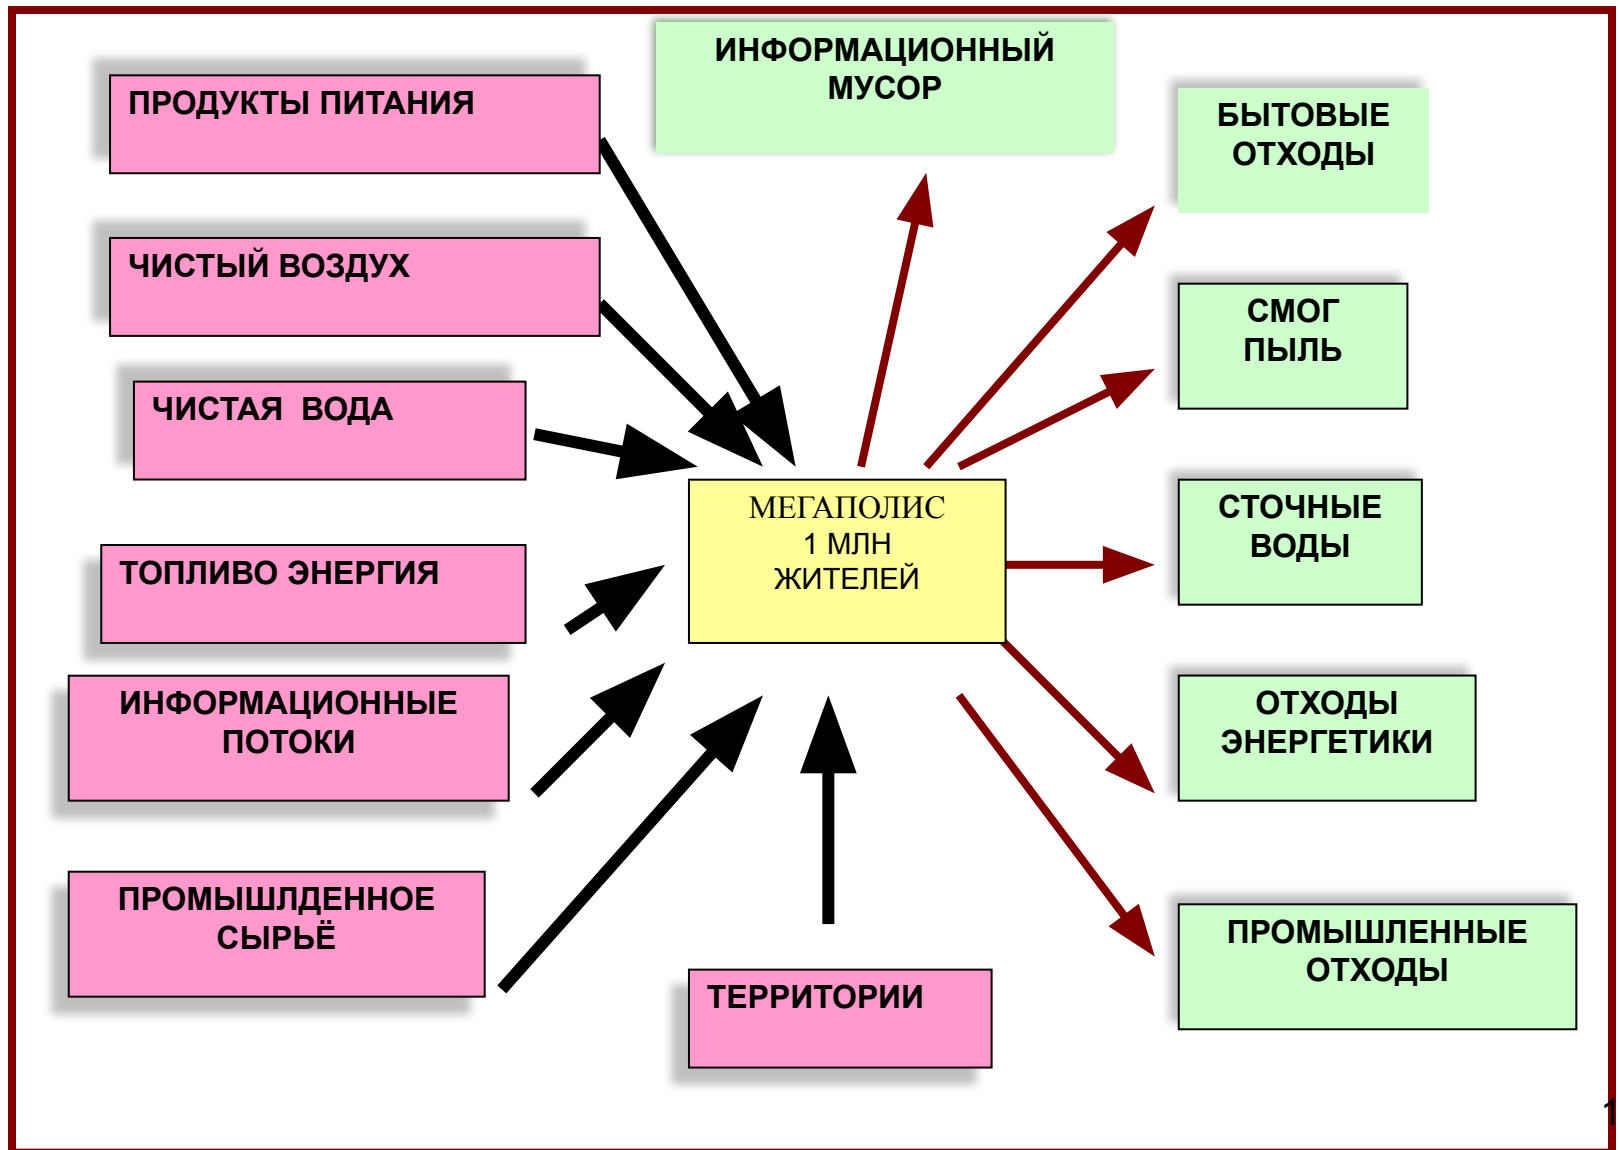 ИНФОРМАЦИОННЫЙ
МУСОР
ПРОДУКТЫ ПИТАНИЯ
БЫТОВЫЕ
ОТХОДЫ
ЧИСТЫЙ ВОЗДУХ
СМОГ
ПЫЛЬ
ЧИСТАЯ ВОДА
МЕГАПОЛИС
1 МЛН
ЖИТЕЛЕЙ
СТОЧНЫЕ
ВОДЫ
ТОПЛИВО ЭНЕРГИЯ
ИНФОРМАЦИОННЫЕ
ПОТОКИ
ОТХОДЫ
ЭНЕРГЕТИКИ
ПРОМЫШЛДЕННОЕ
СЫРЬЁ
ПРОМЫШЛЕННЫЕ
ОТХОДЫ
ТЕРРИТОРИИ
1